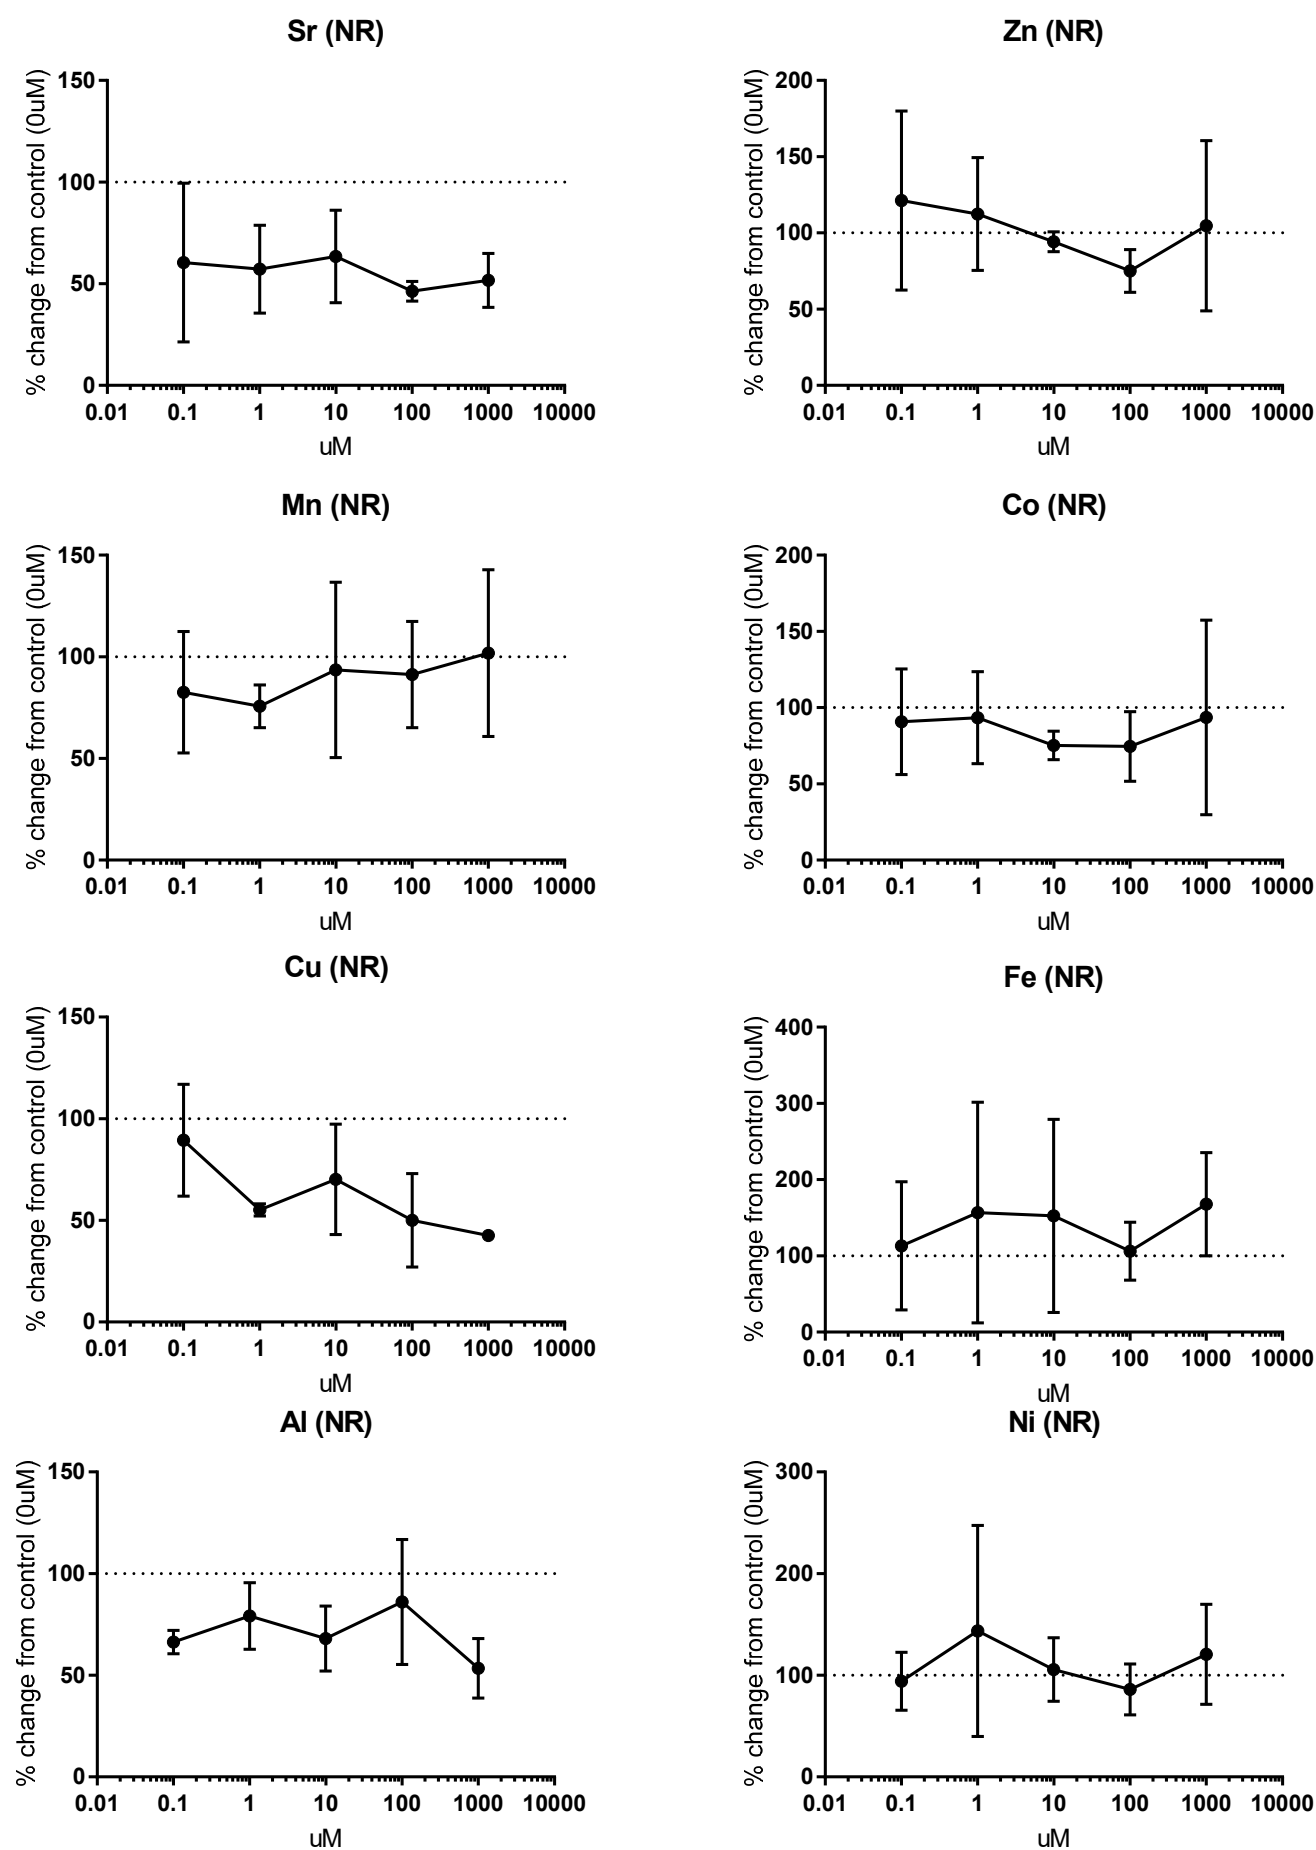 Sr (NR)
% change from control (0uM)
150
100
50
0
0.01 0.1 1 10 100 1000 10000
uM
Zn (NR)
% change from control (0uM)
200
150
100
50
0
0.01 0.1 1 10 100 1000 10000
uM
Mn (NR)
% change from control (0uM)
150
100
50
0
0.01 0.1 1 10 100 1000 10000
uM
Co (NR)
% change from control (0uM)
200
150
100
50
0
0.01 0.1 1 10 100 1000 10000
uM
Cu (NR)
% change from control (0uM)
150
100
50
0
0.01 0.1 1 10 100 1000 10000
uM
Fe (NR)
% change from control (0uM)
400
300
200
100
0
0.01 0.1 1 10 100 1000 10000
uM
Al (NR)
% change from control (0uM)
150
100
50
0
0.01 0.1 1 10 100 1000 10000
uM
Ni (NR)
% change from control (0uM)
300
200
100
0
0.01 0.1 1 10 100 1000 10000
uM